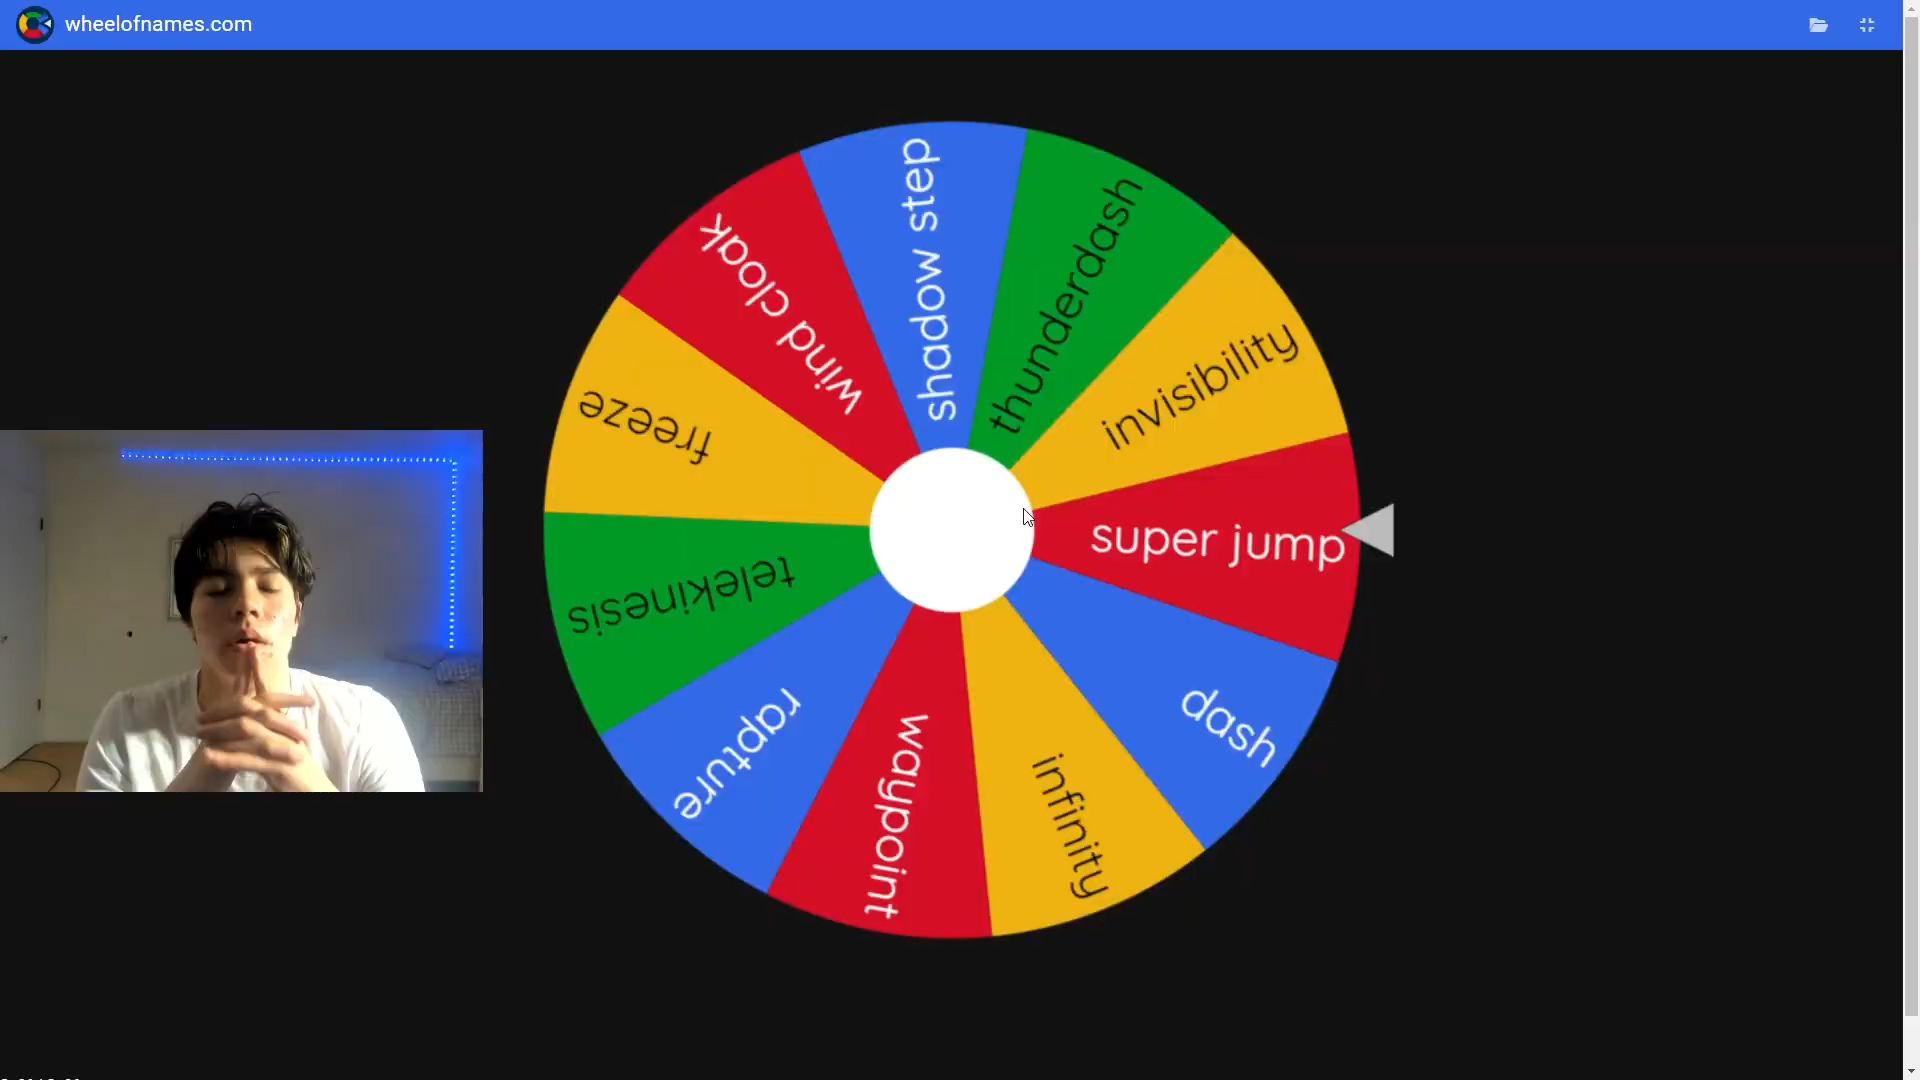 wheelofnames.com
shadow step
thunderdash
invisibility
super jump
dash
infinity
waypoint
rapture
telekinesis
freeze
wind cloak